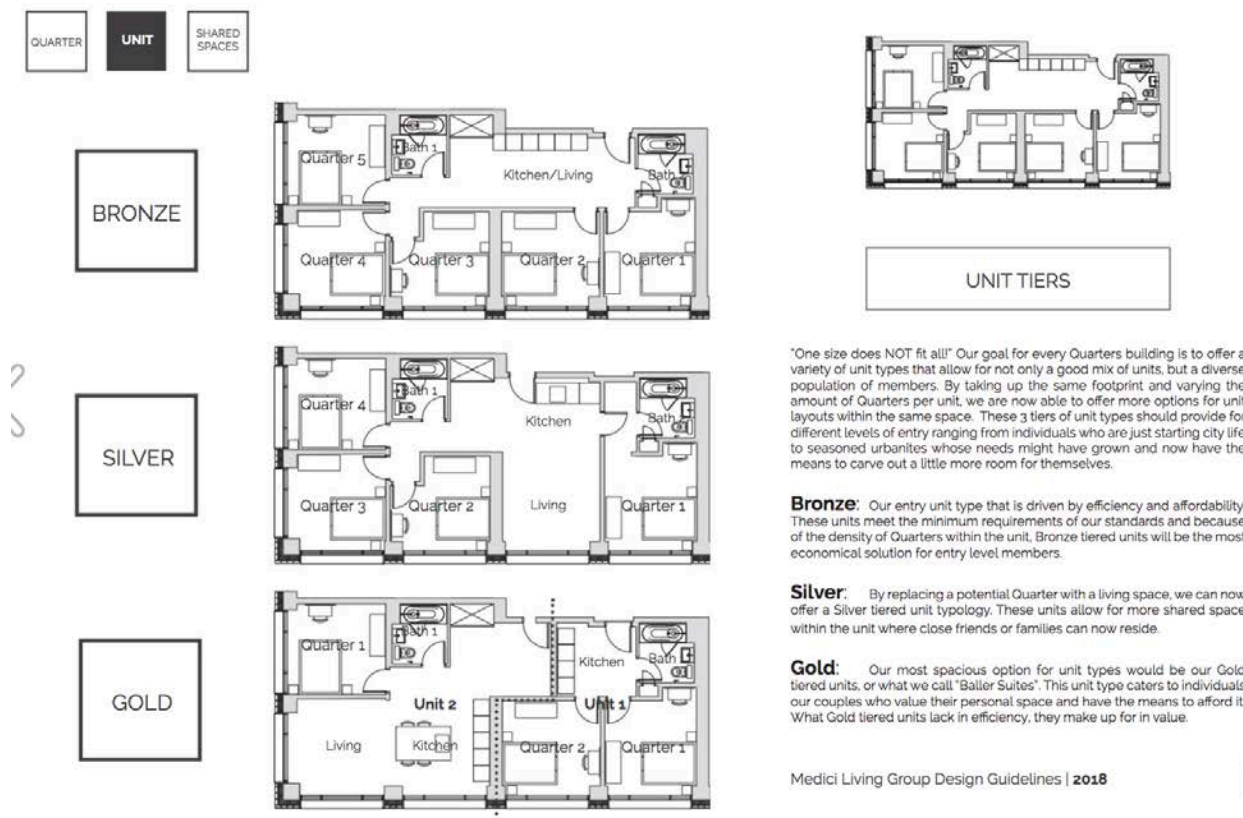 QUARTER
UNIT
SHARED
SPACES
BRONZE
Quarter 5
Bath 1
Kitchen/Living
Bath
Quarter 4
Quarter 3
Quarter 2
Quarter 1
SILVER
Quarter 4
Bath 1
Kitchen
Bath
Quarter 3
Quarter 2
Living
Quarter 1
GOLD
Quarter 1
Bath 1
Kitchen
Bath
Unit 2
Unit 1
Living
Kitchen
Quarter 2
Quarter 1
UNIT TIERS
"One size does NOT fit all!" Our goal for every Quarters building is to offer a
variety of unit types that allow for not only a good mix of units, but a diverse
population of members. By taking up the same footprint and varying the
amount of Quarters per unit, we are now able to offer more options for unit
layouts within the same space. These 3 tiers of unit types should provide for
different levels of entry ranging from individuals who are just starting city life
to seasoned urbanites whose needs might have grown and now have the
means to carve out a little more room for themselves.
Bronze: Our entry unit type that is driven by efficiency and affordability
These units meet the minimum requirements of our standards and because
of the density of Quarters within the unit, Bronze tiered units will be the most
economical solution for entry level members.
Silver: By replacing a potential Quarter with a living space, we can now
offer a Silver tiered unit typology. These units allow for more shared space
within the unit where close friends or families can now reside.
Gold: Our most spacious option for unit types would be our Gold
tiered units, or what we call "Baller Suites". This unit type caters to individuals
our couples who value their personal space and have the means to afford it
What Gold tiered units lack in efficiency, they make up for in value.
Medici Living Group Design Guidelines | 2018